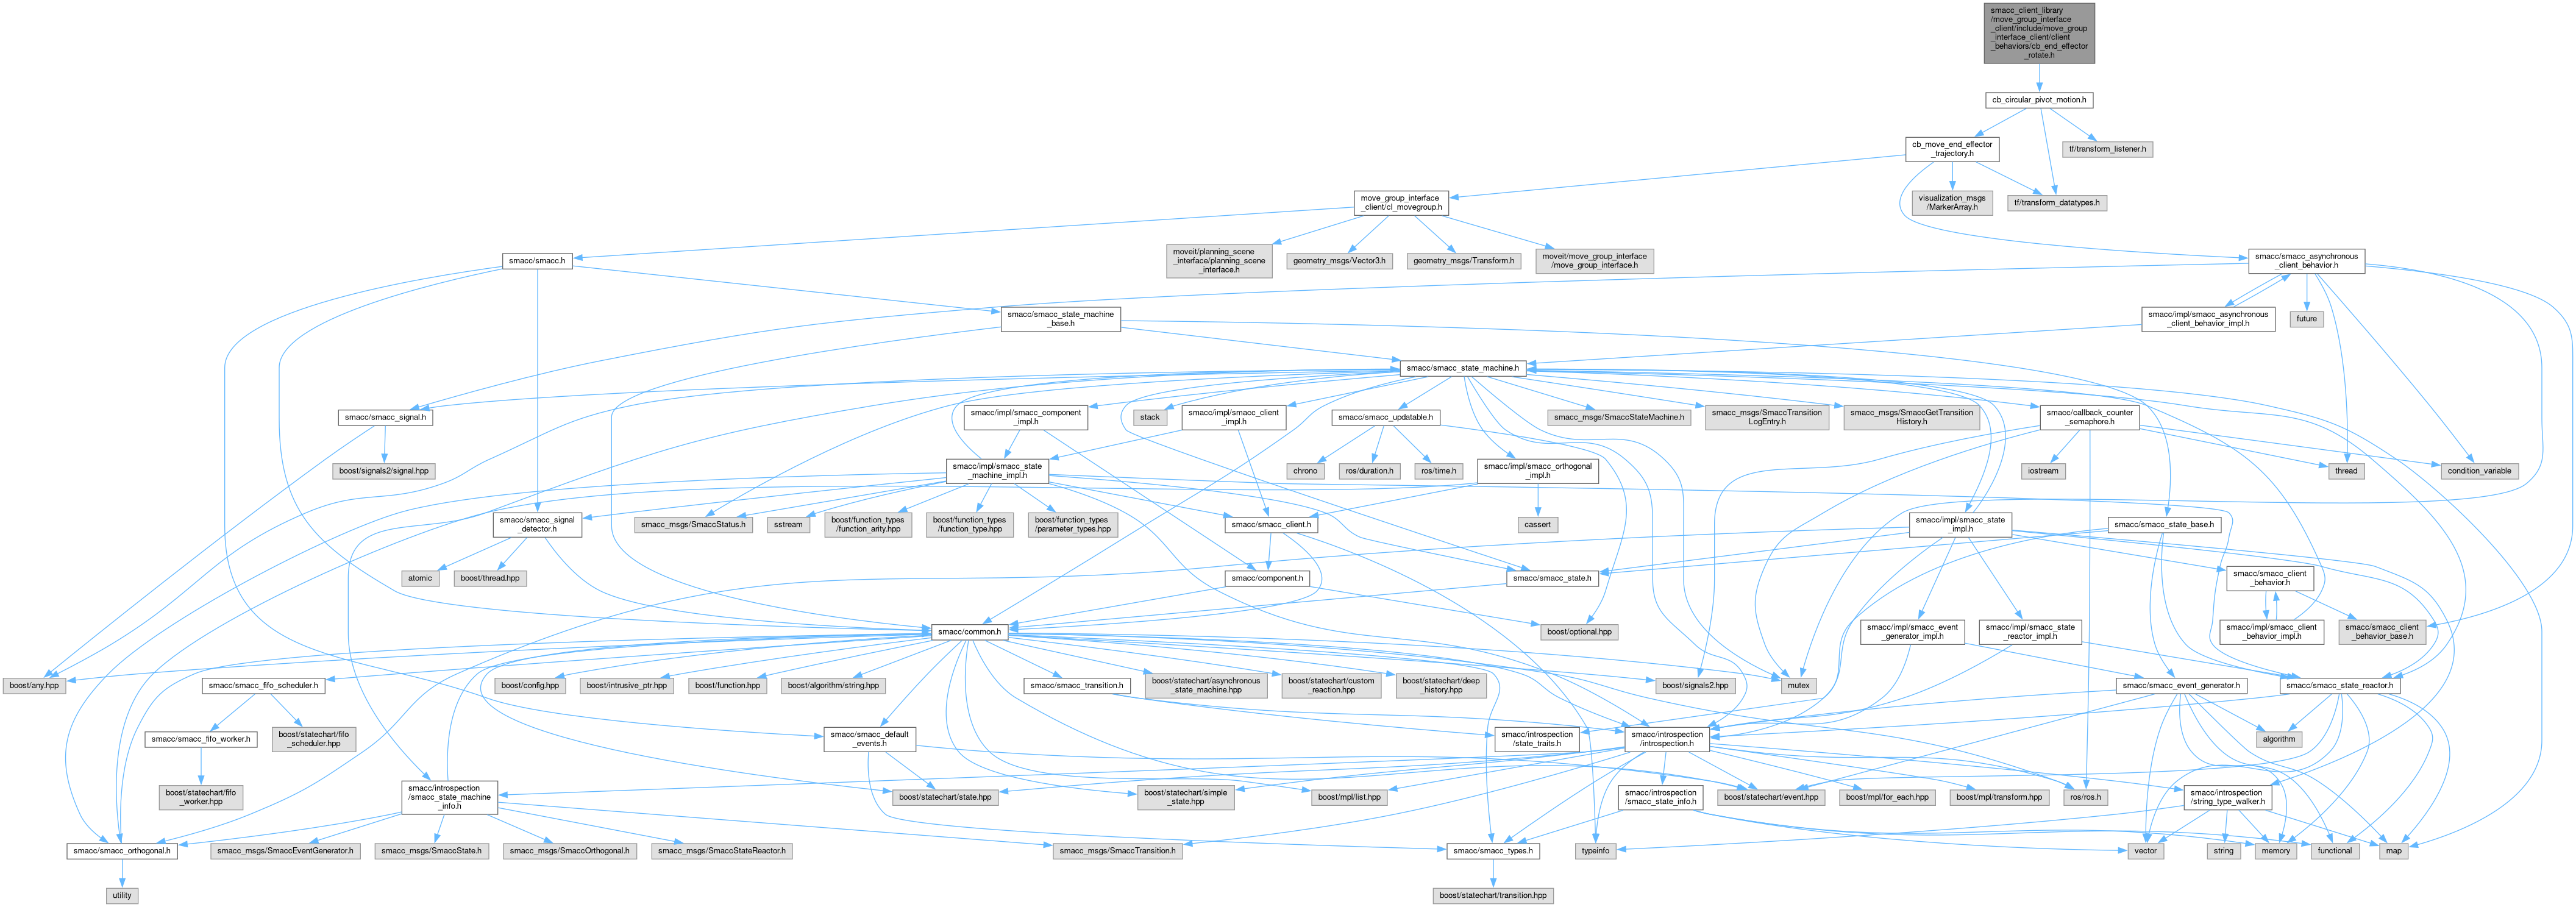 smacc_client_library
/move_group_interface
_client/include/move_group
_interface_client/client
_behaviors/cb_end_effector
_rotate.h
cb_circular_pivot_motion.h
cb_move_end_effector
_trajectory.h
tf/transform_listener.h
move_group_interface
_client/cl_movegroup.h
visualization_msgs
/MarkerArray.h
tf/transform_datatypes.h
smacc/smacc.h
moveit/planning_scene
_interface/planning_scene
_interface.h
geometry_msgs/Vector3.h
geometry_msgs/Transform.h
moveit/move_group_interface
/move_group_interface.h
smacc/smacc_asynchronous
_client_behavior.h
smacc/smacc_state_machine
_base.h
smacc/impl/smacc_asynchronous
_client_behavior_impl.h
future
smacc/smacc_state_machine.h
smacc/smacc_signal.h
smacc/impl/smacc_component
_impl.h
stack
smacc/impl/smacc_client
_impl.h
smacc/smacc_updatable.h
smacc_msgs/SmaccStateMachine.h
smacc_msgs/SmaccTransition
LogEntry.h
smacc_msgs/SmaccGetTransition
History.h
smacc/callback_counter
_semaphore.h
boost/signals2/signal.hpp
smacc/impl/smacc_state
_machine_impl.h
chrono
ros/duration.h
ros/time.h
smacc/impl/smacc_orthogonal
_impl.h
iostream
thread
condition_variable
smacc/smacc_signal
_detector.h
smacc_msgs/SmaccStatus.h
sstream
boost/function_types
/function_arity.hpp
boost/function_types
/function_type.hpp
boost/function_types
/parameter_types.hpp
smacc/smacc_client.h
cassert
smacc/impl/smacc_state
_impl.h
smacc/smacc_state_base.h
atomic
boost/thread.hpp
smacc/component.h
smacc/smacc_state.h
smacc/smacc_client
_behavior.h
smacc/common.h
boost/optional.hpp
smacc/impl/smacc_event
_generator_impl.h
smacc/impl/smacc_state
_reactor_impl.h
smacc/impl/smacc_client
_behavior_impl.h
smacc/smacc_client
_behavior_base.h
boost/any.hpp
smacc/smacc_fifo_scheduler.h
boost/config.hpp
boost/intrusive_ptr.hpp
boost/function.hpp
boost/algorithm/string.hpp
smacc/smacc_transition.h
boost/statechart/asynchronous
_state_machine.hpp
boost/statechart/custom
_reaction.hpp
boost/statechart/deep
_history.hpp
boost/signals2.hpp
mutex
smacc/smacc_event_generator.h
smacc/smacc_state_reactor.h
smacc/smacc_fifo_worker.h
boost/statechart/fifo
_scheduler.hpp
smacc/smacc_default
_events.h
smacc/introspection
/state_traits.h
smacc/introspection
/introspection.h
algorithm
boost/statechart/fifo
_worker.hpp
smacc/introspection
/smacc_state_machine
_info.h
boost/statechart/state.hpp
boost/statechart/simple
_state.hpp
boost/mpl/list.hpp
smacc/introspection
/smacc_state_info.h
boost/statechart/event.hpp
boost/mpl/for_each.hpp
boost/mpl/transform.hpp
ros/ros.h
smacc/introspection
/string_type_walker.h
smacc/smacc_orthogonal.h
smacc_msgs/SmaccEventGenerator.h
smacc_msgs/SmaccState.h
smacc_msgs/SmaccOrthogonal.h
smacc_msgs/SmaccStateReactor.h
smacc_msgs/SmaccTransition.h
smacc/smacc_types.h
typeinfo
vector
string
memory
functional
map
utility
boost/statechart/transition.hpp